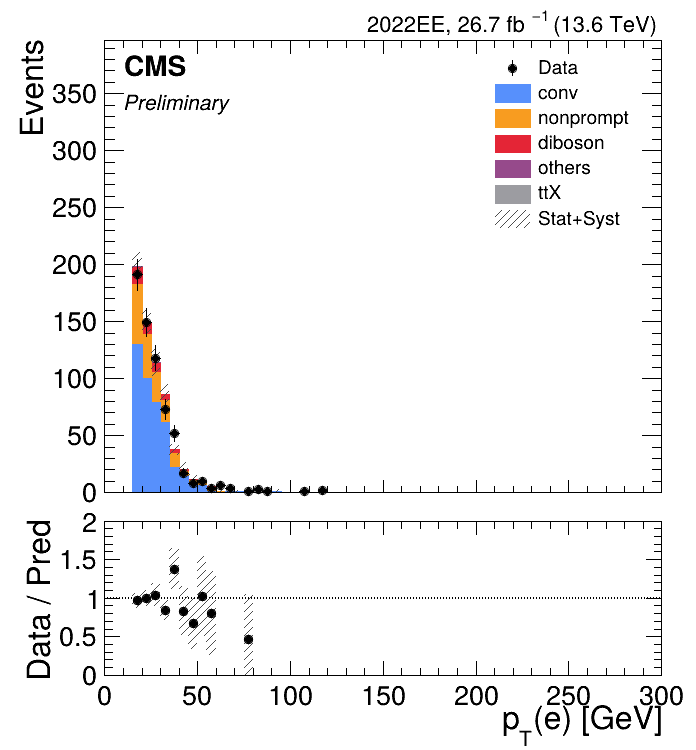 2022EE, 26.7 fb⁻¹ (13.6 TeV)
CMS
Preliminary
Data
conv
nonprompt
diboson
others
ttX
Stat+Syst
Events
350
300
250
200
150
100
50
0
Data / Pred
2
1.5
1
0.5
0
0 50 100 150 200 250 300
p_T(e) [GeV]